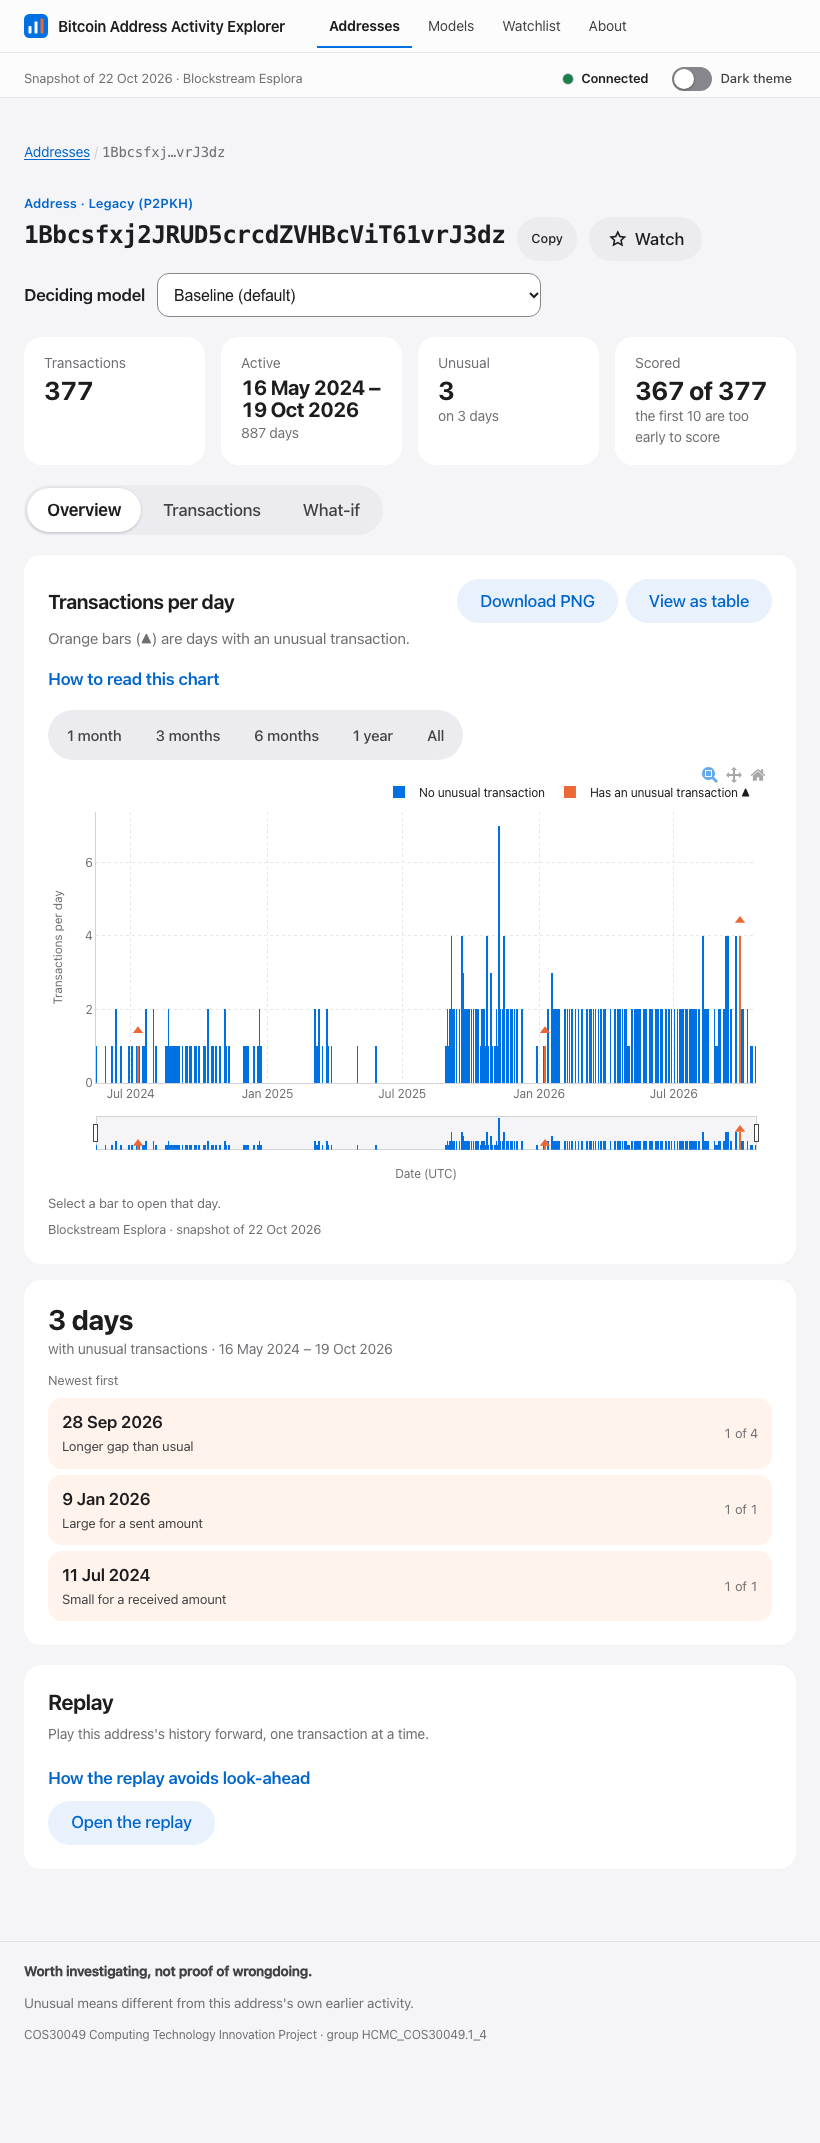 Bitcoin Address Activity Explorer
Addresses
Models
Watchlist
About
Snapshot of 22 Oct 2026 · Blockstream Esplora
Connected
Dark theme
Addresses / 1Bbcsfxj…vrJ3dz
Address · Legacy (P2PKH)
1Bbcsfxj2JRUD5crcdZVHBcViT61vrJ3dz
Copy
Watch
Deciding model
Baseline (default)
Transactions
377
Active
16 May 2024 –
19 Oct 2026
887 days
Unusual
3
on 3 days
Scored
367 of 377
the first 10 are too
early to score
Overview
Transactions
What-if
Transactions per day
Download PNG
View as table
Orange bars (▲) are days with an unusual transaction.
How to read this chart
1 month
3 months
6 months
1 year
All
No unusual transaction
Has an unusual transaction ▲
Transactions per day
6
4
2
0
Jul 2024
Jan 2025
Jul 2025
Jan 2026
Jul 2026
Date (UTC)
Select a bar to open that day.
Blockstream Esplora · snapshot of 22 Oct 2026
3 days
with unusual transactions · 16 May 2024 – 19 Oct 2026
Newest first
28 Sep 2026
Longer gap than usual
1 of 4
9 Jan 2026
Large for a sent amount
1 of 1
11 Jul 2024
Small for a received amount
1 of 1
Replay
Play this address's history forward, one transaction at a time.
How the replay avoids look-ahead
Open the replay
Worth investigating, not proof of wrongdoing.
Unusual means different from this address's own earlier activity.
COS30049 Computing Technology Innovation Project · group HCMC_COS30049.1_4